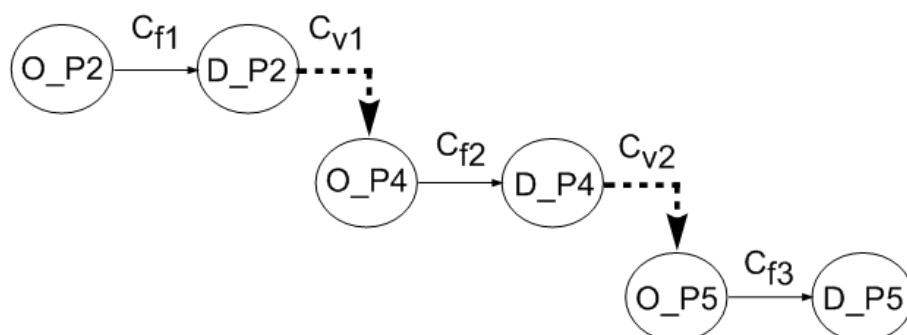 C_f1 C_v1
O_P2 D_P2
C_f2 C_v2
O_P4 D_P4
C_f3
O_P5 D_P5